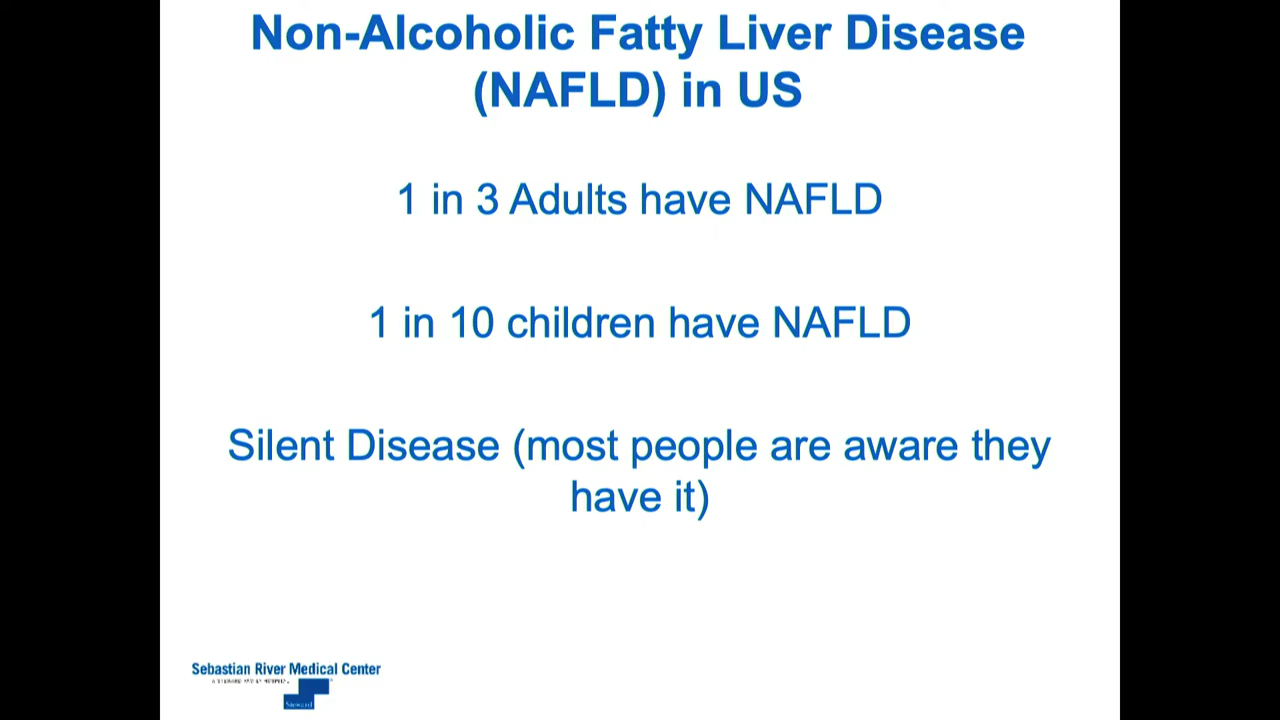 Non-Alcoholic Fatty Liver Disease
(NAFLD) in US
1 in 3 Adults have NAFLD
1 in 10 children have NAFLD
Silent Disease (most people are aware they
have it)
Sebastian River Medical Center
Steward